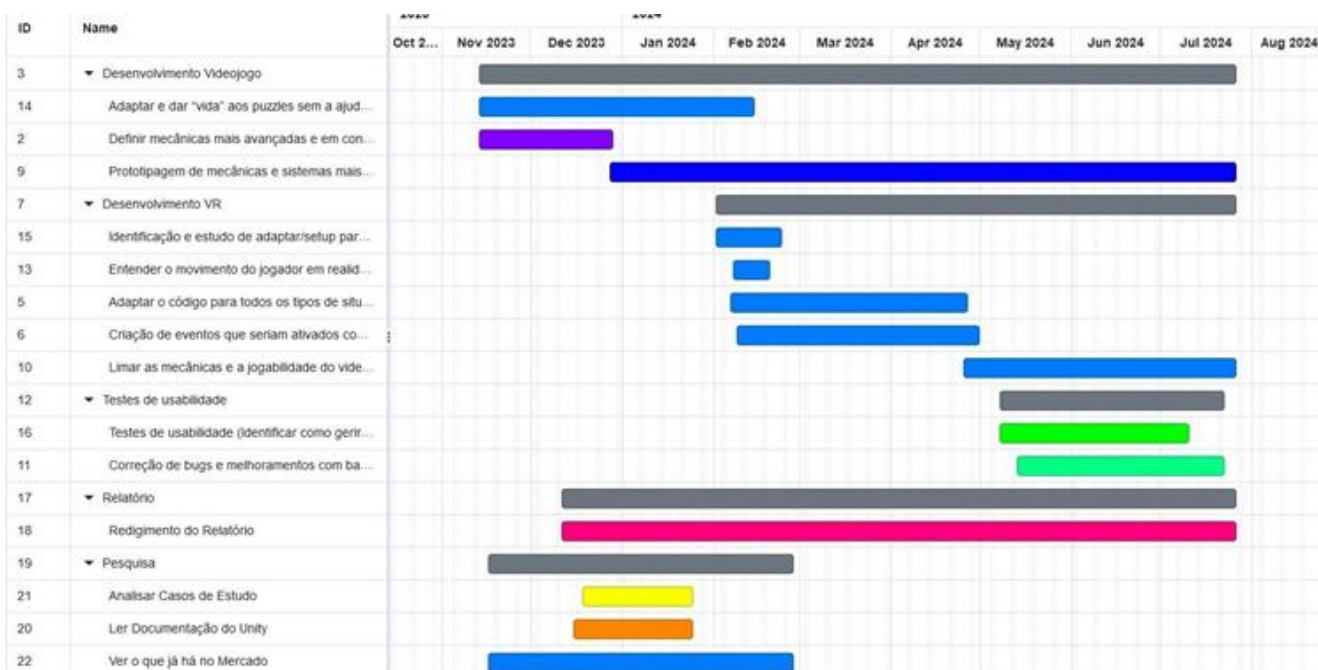 2023 2024
ID Name
Oct 2... Nov 2023 Dec 2023 Jan 2024 Feb 2024 Mar 2024 Apr 2024 May 2024 Jun 2024 Jul 2024 Aug 2024
3 Desenvolvimento Videojogo
14 Adaptar e dar "vida" aos puzzles sem a ajud...
2 Definir mecânicas mais avançadas e em con...
9 Prototipagem de mecânicas e sistemas mais...
7 Desenvolvimento VR
15 Identificação e estudo de adaptar/setup par...
13 Entender o movimento do jogador em realid...
5 Adaptar o código para todos os tipos de situ...
6 Criação de eventos que seriam ativados co...
10 Limar as mecânicas e a jogabilidade do vide...
12 Testes de usabilidade
16 Testes de usabilidade (Identificar como gerir...
11 Correção de bugs e melhoramentos com ba...
17 Relatório
18 Redigimento do Relatório
19 Pesquisa
21 Analisar Casos de Estudo
20 Ler Documentação do Unity
22 Ver o que já há no Mercado